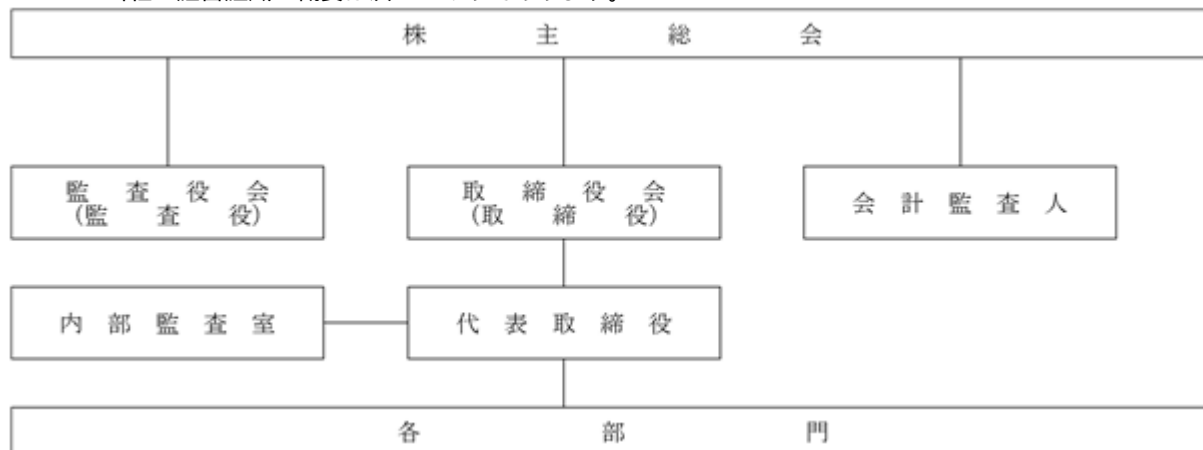 株主総会
監査役会
(監査役)
取締役会
(取締役)
会計監査人
内部監査室
代表取締役
各部門